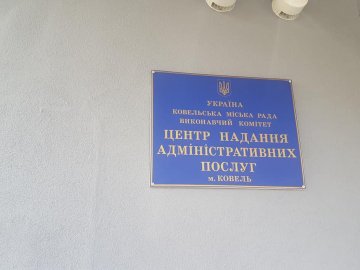 УКРАЇНА
КОВЕЛЬСЬКА МІСЬКА РАДА
ВИКОНАВЧИЙ КОМІТЕТ
ЦЕНТР НАДАННЯ
АДМІНІСТРАТИВНИХ
ПОСЛУГ
м. КОВЕЛЬ